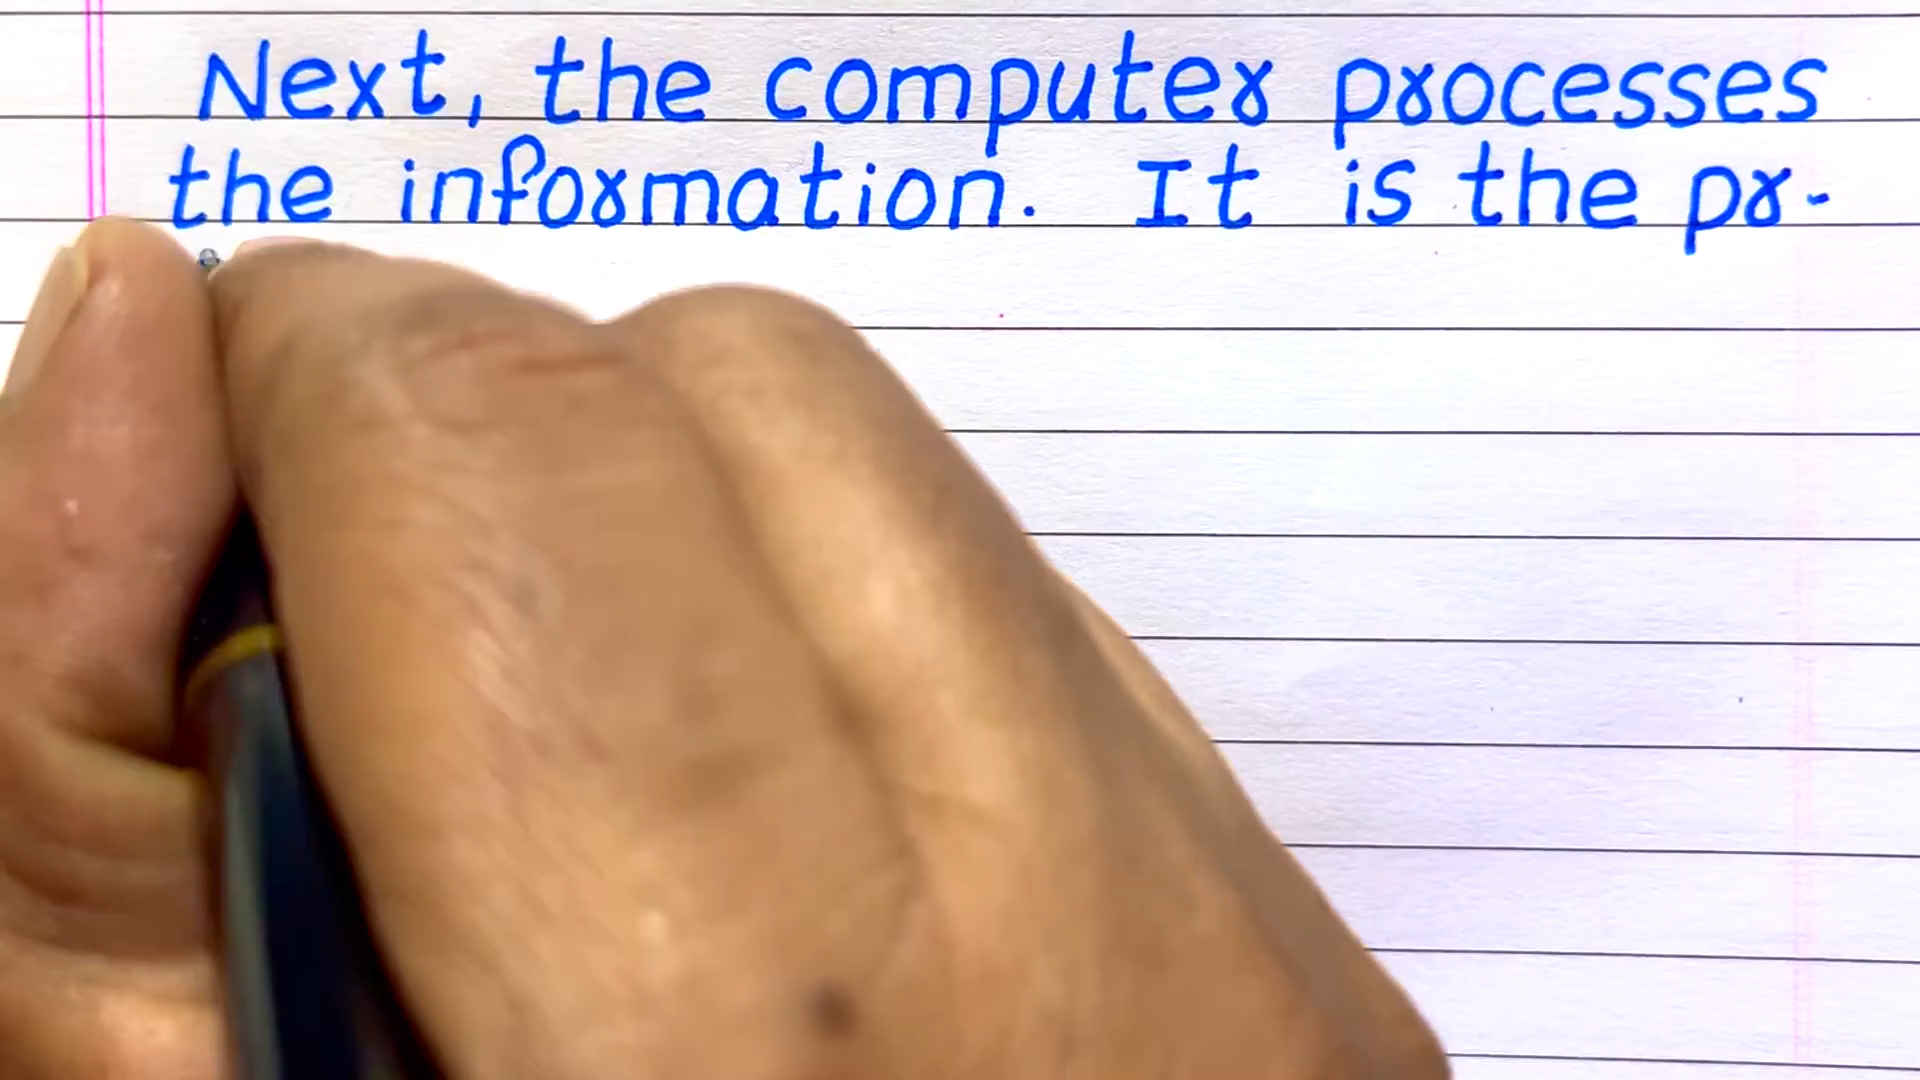 Next, the computer processes
the information. It is the pr-